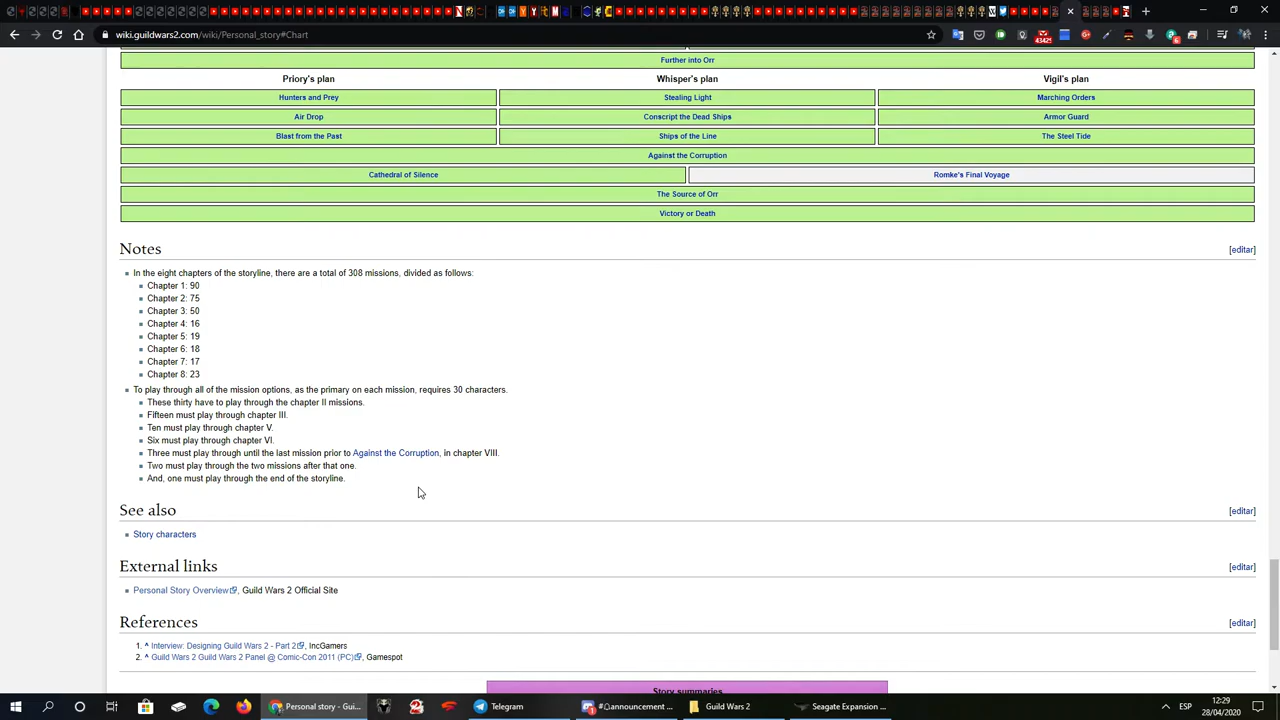 wiki.guildwars2.com/wiki/Personal_story#Chart
43421
Further into Orr
Priory's plan
Whisper's plan
Vigil's plan
Hunters and Prey
Stealing Light
Marching Orders
Air Drop
Conscript the Dead Ships
Armor Guard
Blast from the Past
Ships of the Line
The Steel Tide
Against the Corruption
Cathedral of Silence
Romke's Final Voyage
The Source of Orr
Victory or Death
Notes
[editar]
In the eight chapters of the storyline, there are a total of 308 missions, divided as follows:
Chapter 1: 90
Chapter 2: 75
Chapter 3: 50
Chapter 4: 16
Chapter 5: 19
Chapter 6: 18
Chapter 7: 17
Chapter 8: 23
To play through all of the mission options, as the primary on each mission, requires 30 characters.
These thirty have to play through the chapter II missions.
Fifteen must play through chapter III.
Ten must play through chapter V.
Six must play through chapter VI.
Three must play through until the last mission prior to Against the Corruption, in chapter VIII.
Two must play through the two missions after that one.
And, one must play through the end of the storyline.
See also
[editar]
Story characters
External links
[editar]
Personal Story Overview, Guild Wars 2 Official Site
References
[editar]
1. ^ Interview: Designing Guild Wars 2 - Part 2, IncGamers
2. ^ Guild Wars 2 Guild Wars 2 Panel @ Comic-Con 2011 (PC), Gamespot
Story summaries
Personal story - Gui...
Telegram
announcement ...
Guild Wars 2
Seagate Expansion ...
ESP
12:29
28/04/2020